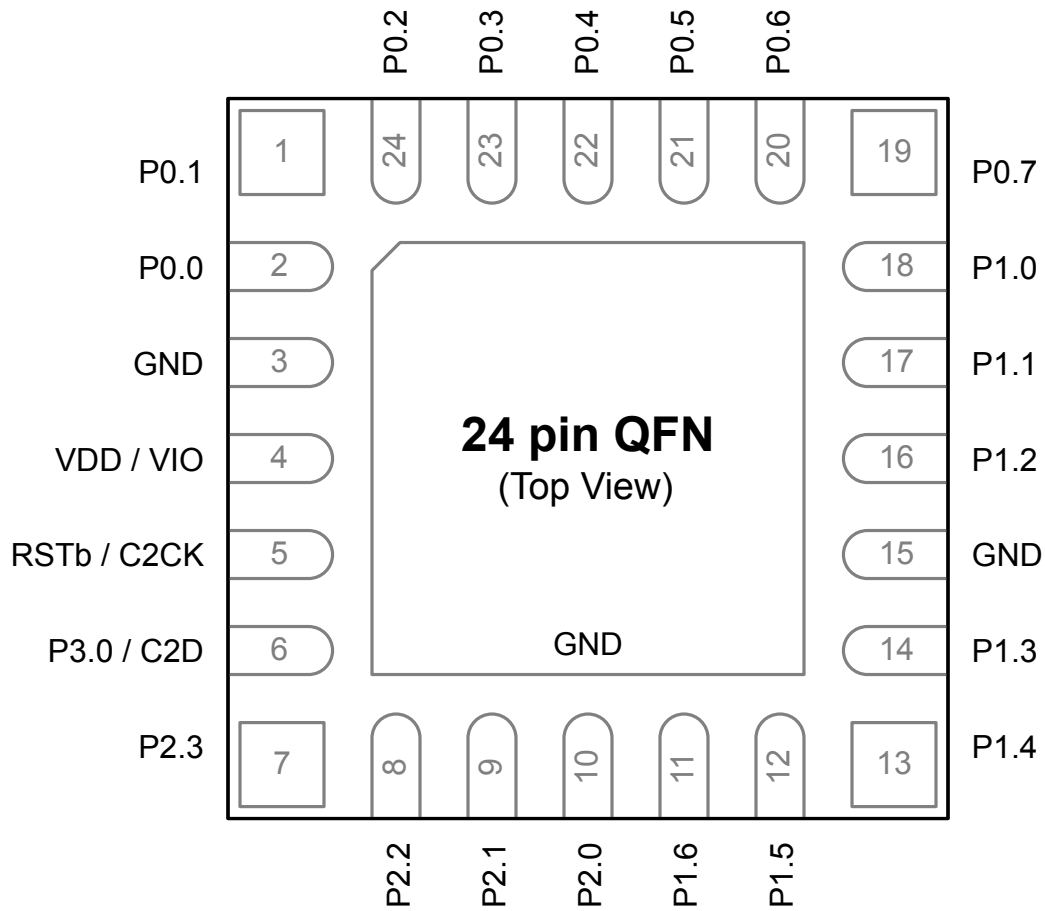 P0.2
P0.3
P0.4
P0.5
P0.6
1
24
23
22
21
20
19
P0.1
P0.7
P0.0
2
18
P1.0
GND
3
17
P1.1
VDD / VIO
4
24 pin QFN
16
P1.2
(Top View)
RSTb / C2CK
5
15
GND
P3.0 / C2D
6
GND
14
P1.3
P2.3
7
8
9
10
11
12
13
P1.4
P2.2
P2.1
P2.0
P1.6
P1.5